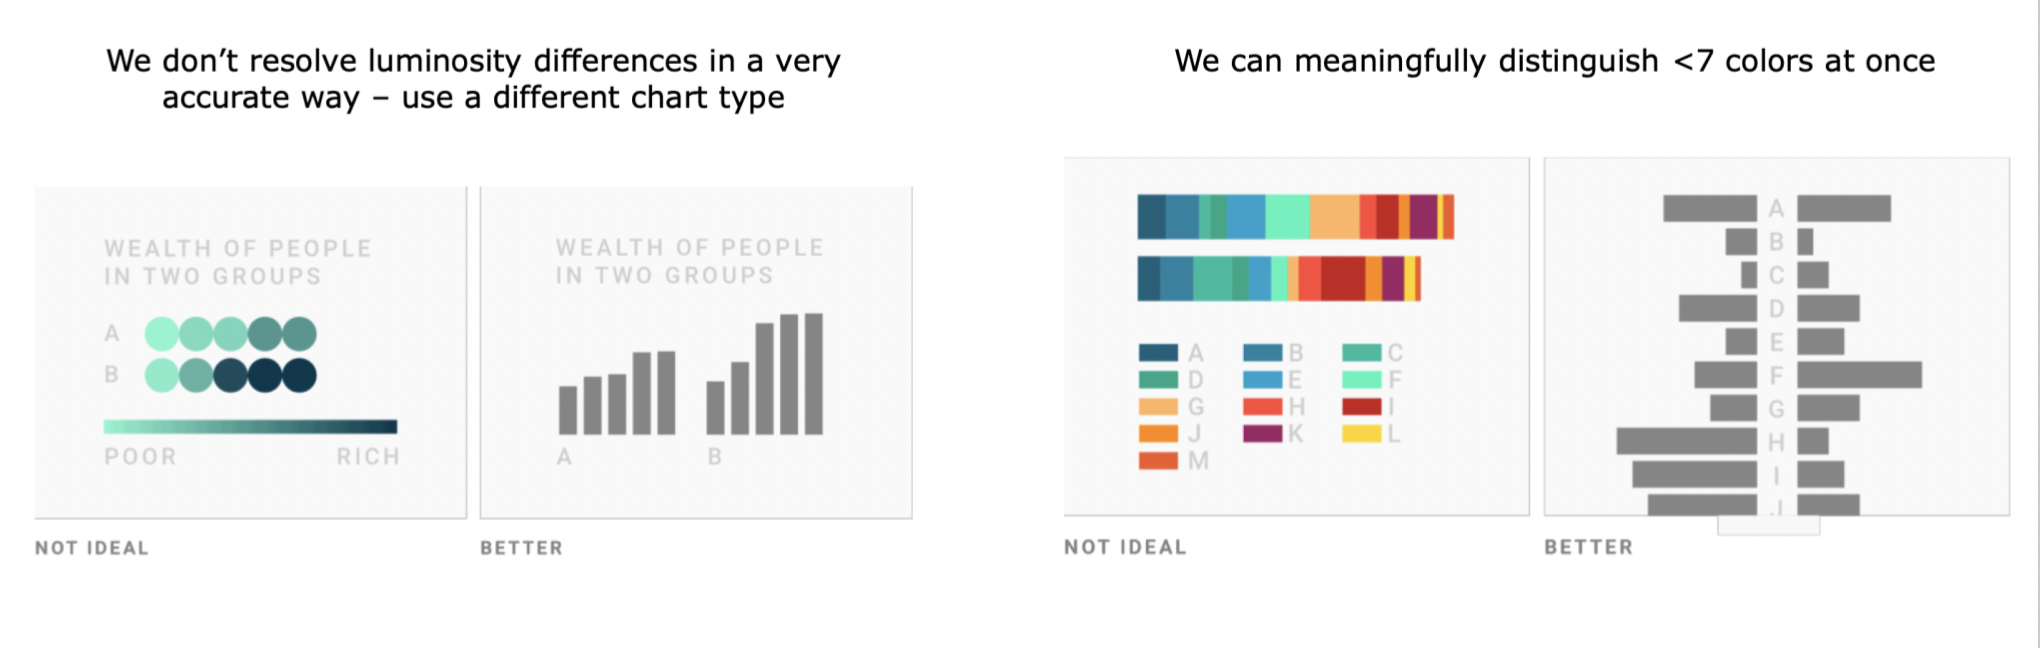 We don’t resolve luminosity differences in a very
accurate way – use a different chart type
WEALTH OF PEOPLE
IN TWO GROUPS
A
B
POOR RICH
NOT IDEAL
WEALTH OF PEOPLE
IN TWO GROUPS
A B
BETTER
We can meaningfully distinguish <7 colors at once
A B C
D E F
G H I
J K L
M
NOT IDEAL
A
B
C
D
E
F
G
H
I
J
BETTER